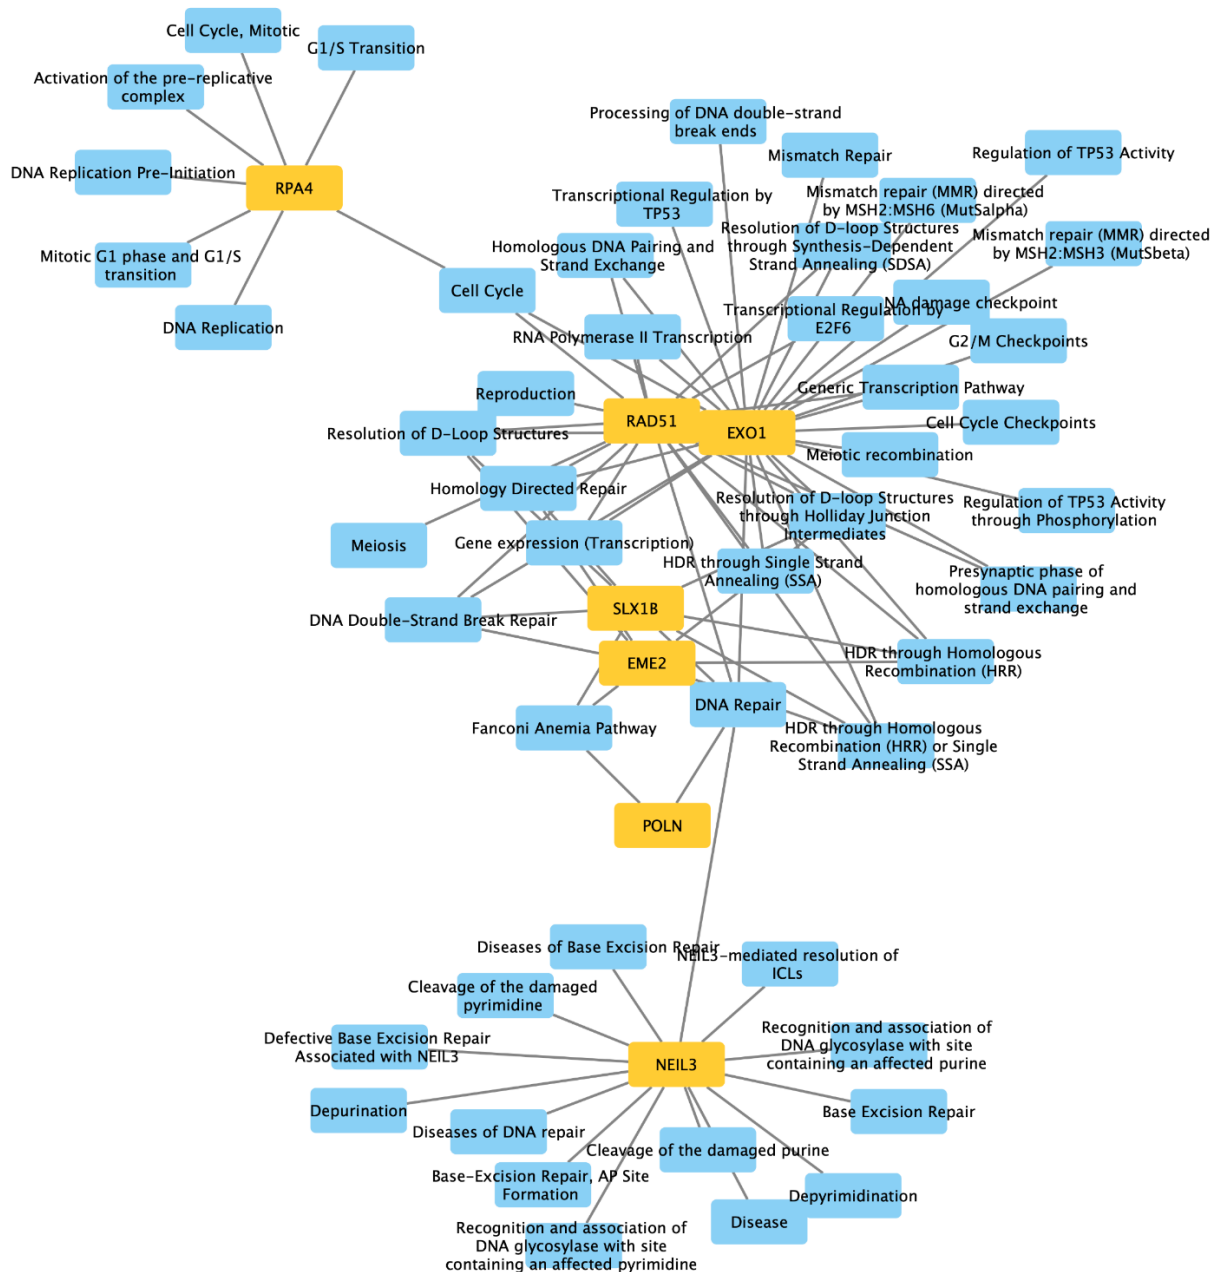 Cell Cycle, Mitotic
G1/S Transition
Activation of the pre-replicative
complex
DNA Replication Pre-Initiation
RPA4
Mitotic G1 phase and G1/S
transition
DNA Replication
Cell Cycle
Processing of DNA double-strand
break ends
Mismatch Repair
Regulation of TP53 Activity
Transcriptional Regulation by
TP53
Mismatch repair (MMR) directed
by MSH2:MSH6 (MutSalpha)
Homologous DNA Pairing and
Strand Exchange
Resolution of D-loop Structures
through Synthesis-Dependent
Strand Annealing (SDSA)
Mismatch repair (MMR) directed
by MSH2:MSH3 (MutSbeta)
RNA Polymerase II Transcription
Transcriptional Regulation by
E2F6
NA damage checkpoint
G2/M Checkpoints
Reproduction
Generic Transcription Pathway
RAD51
EXO1
Cell Cycle Checkpoints
Resolution of D-Loop Structures
Meiotic recombination
Homology Directed Repair
Resolution of D-loop Structures
through Holliday Junction
Intermediates
Regulation of TP53 Activity
through Phosphorylation
Meiosis
Gene expression (Transcription)
HDR through Single Strand
Annealing (SSA)
Presynaptic phase of
homologous DNA pairing and
strand exchange
SLX1B
DNA Double-Strand Break Repair
EME2
HDR through Homologous
Recombination (HRR)
DNA Repair
Fanconi Anemia Pathway
HDR through Homologous
Recombination (HRR) or Single
Strand Annealing (SSA)
POLN
Diseases of Base Excision Repair
NEIL3-mediated resolution of
ICLs
Cleavage of the damaged
pyrimidine
Defective Base Excision Repair
Associated with NEIL3
Recognition and association of
DNA glycosylase with site
containing an affected purine
NEIL3
Depurination
Base Excision Repair
Diseases of DNA repair
Cleavage of the damaged purine
Base-Excision Repair, AP Site
Formation
Depyrimidination
Disease
Recognition and association of
DNA glycosylase with site
containing an affected pyrimidine